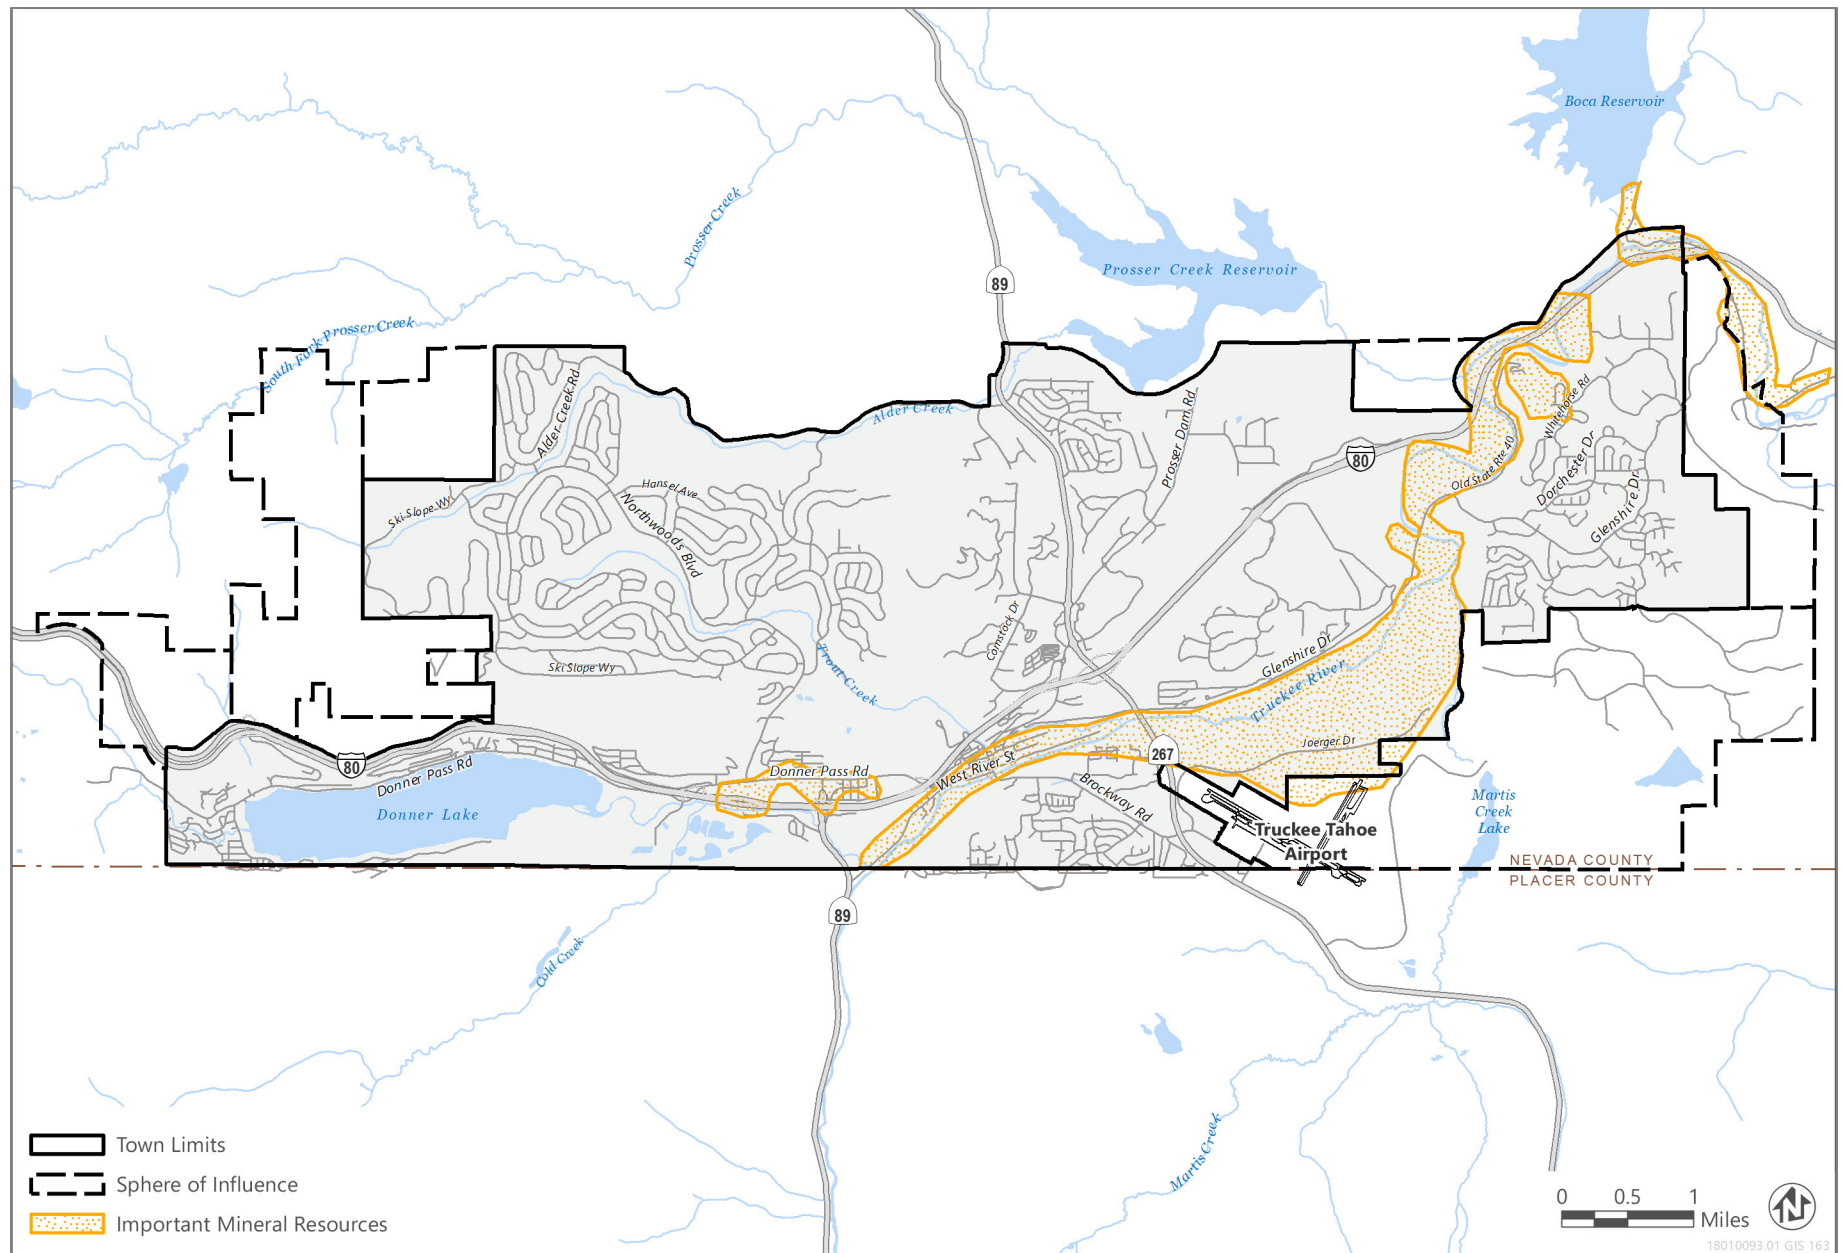 Boca Reservoir
Prosser Creek
Prosser Creek Reservoir
89
South Fork Prosser Creek
Alder Creek Rd
Alder Creek
Prosser Dam Rd
Whitehorse Rd
80
Old State Rte 40
Dorchester Dr
Glenshire Dr
Hansel Ave
Ski Slope Wy
Northwoods Blvd
Comstock Dr
Glenshire Dr
Ski Slope Wy
Trout Creek
Truckee River
Joerger Dr
267
80
Donner Pass Rd
Donner Pass Rd
West River St
Brockway Rd
Donner Lake
Martis
Creek
Lake
Truckee Tahoe
Airport
NEVADA COUNTY
PLACER COUNTY
89
Cold Creek
Martis Creek
Town Limits
Sphere of Influence
Important Mineral Resources
0 0.5 1
Miles
N
18010093.01 GIS 163